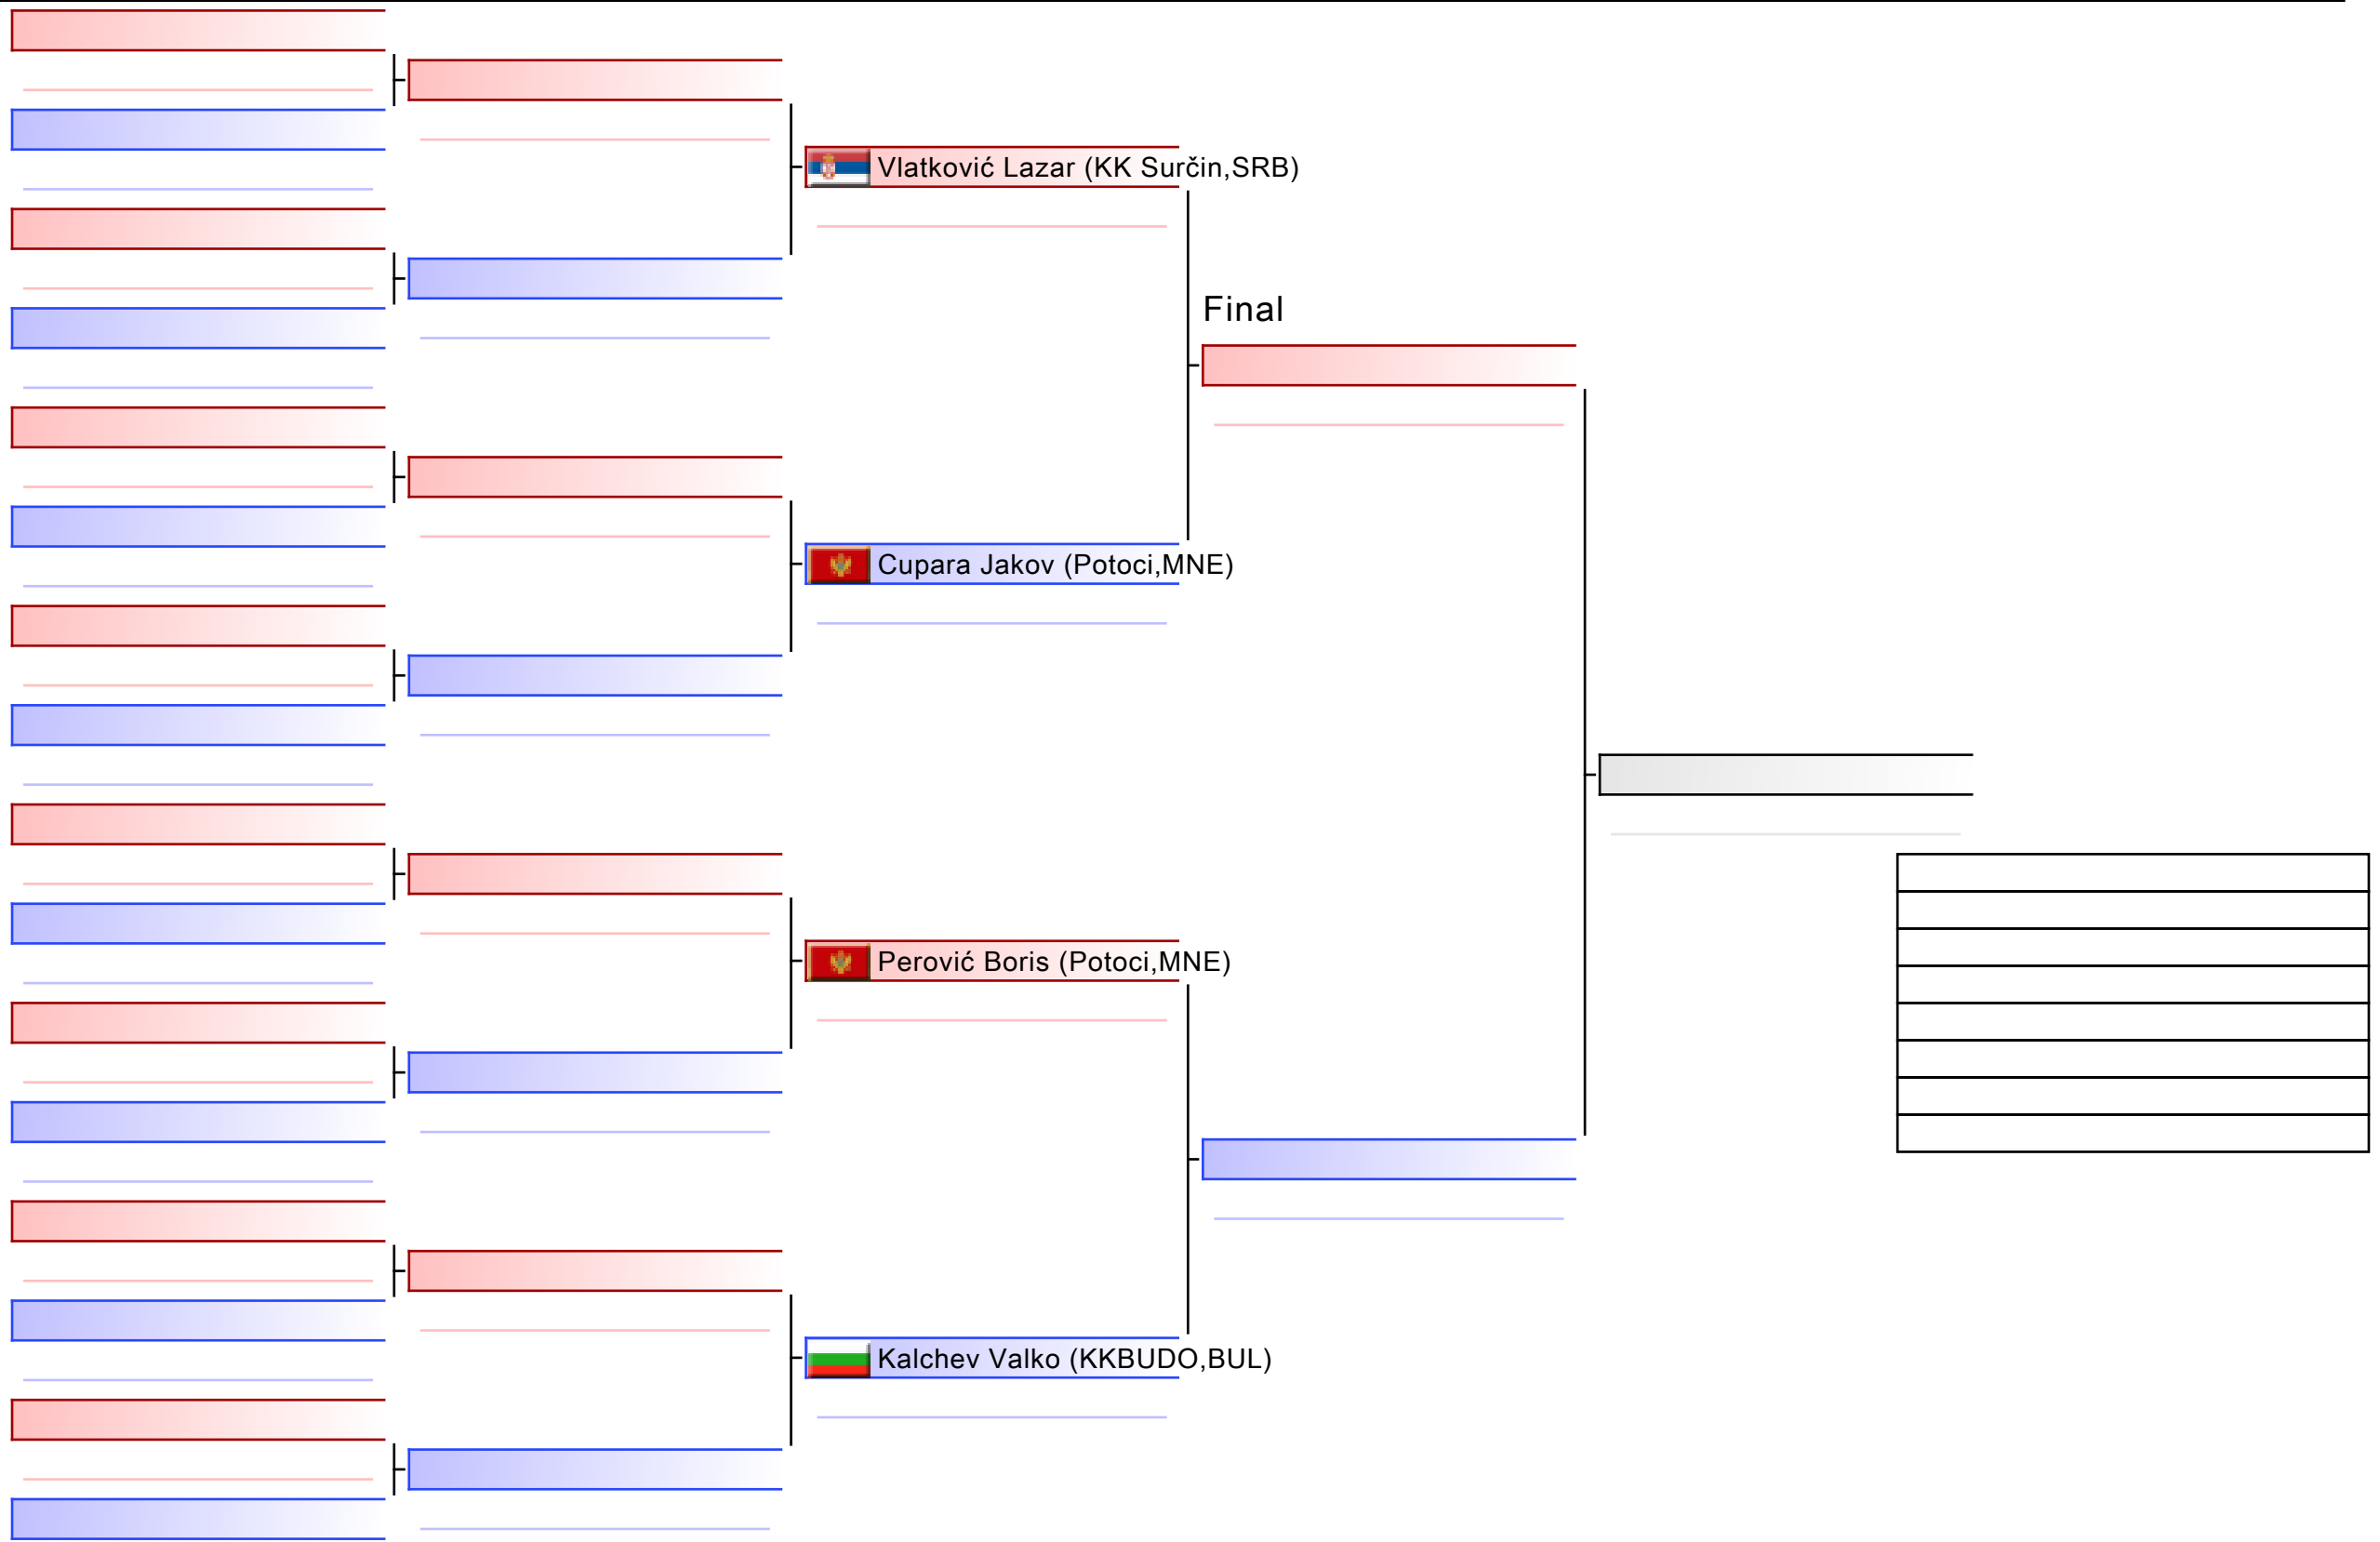 Vlatković Lazar (KK Surčin,SRB)
Final
Cupara Jakov (Potoci,MNE)
Perović Boris (Potoci,MNE)
Kalchev Valko (KKBUDO,BUL)